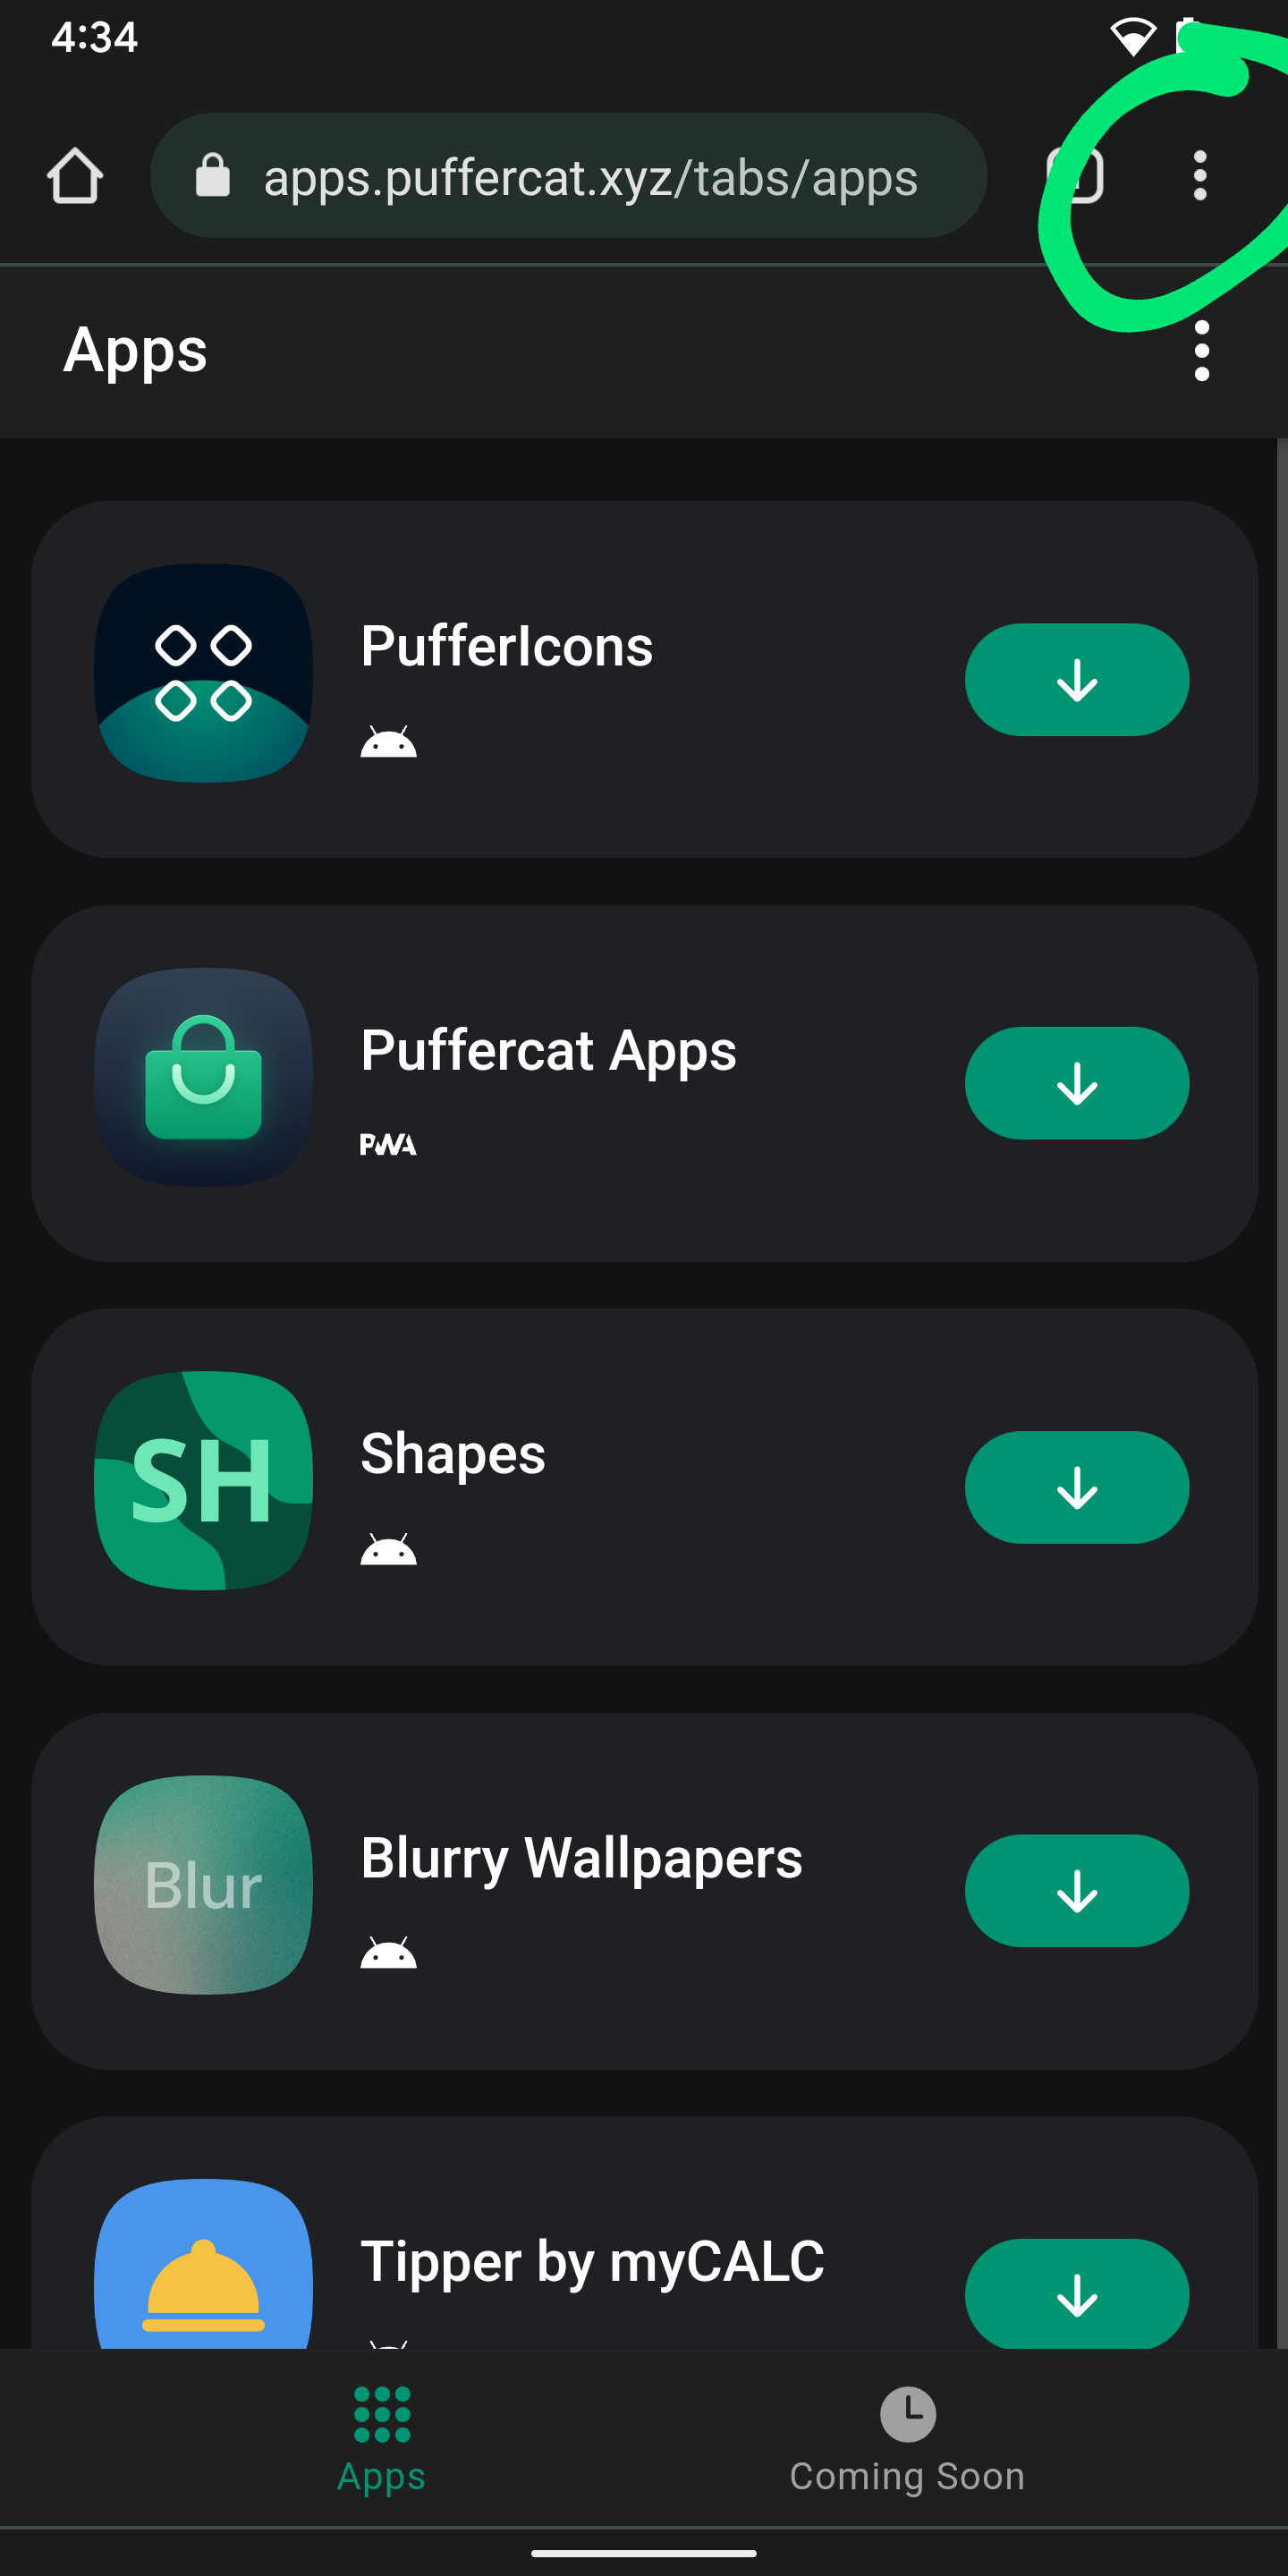 4:34
apps.puffercat.xyz/tabs/apps
Apps
PufferIcons
Puffercat Apps
PWA
SH
Shapes
Blur
Blurry Wallpapers
Tipper by myCALC
Apps
Coming Soon